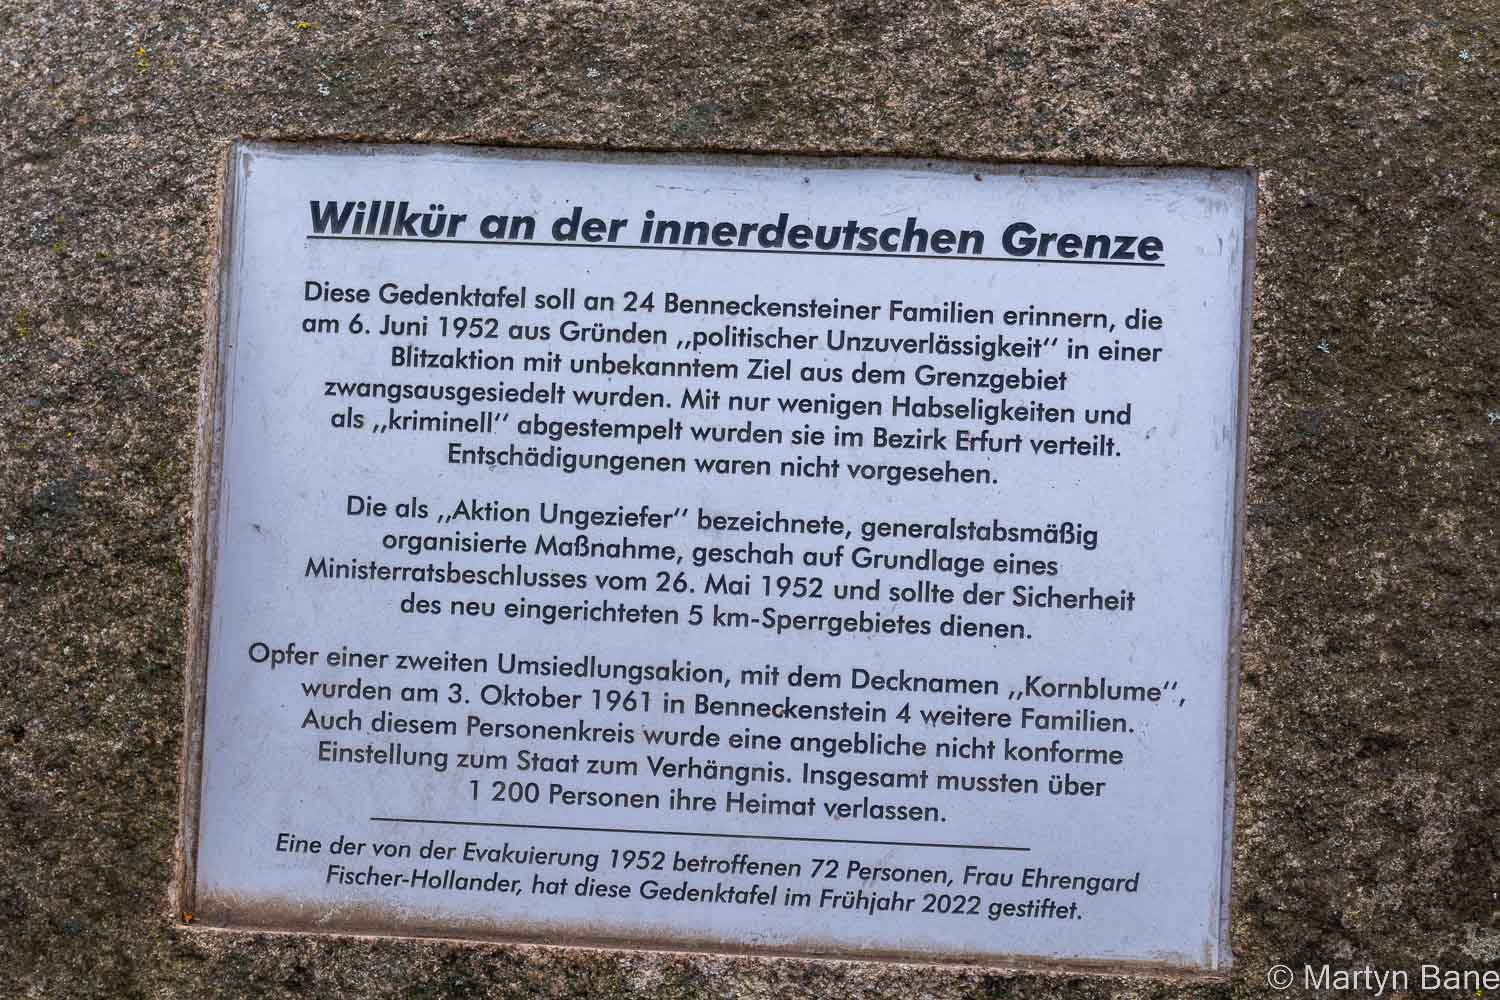 Willkür an der innerdeutschen Grenze
Diese Gedenktafel soll an 24 Benneckensteiner Familien erinnern, die
am 6. Juni 1952 aus Gründen ,,politischer Unzuverlässigkeit'' in einer
Blitzaktion mit unbekanntem Ziel aus dem Grenzgebiet
zwangsausgesiedelt wurden. Mit nur wenigen Habseligkeiten und
als ,,kriminell'' abgestempelt wurden sie im Bezirk Erfurt verteilt.
Entschädigungenen waren nicht vorgesehen.
Die als ,,Aktion Ungeziefer'' bezeichnete, generalstabsmäßig
organisierte Maßnahme, geschah auf Grundlage eines
Ministerratsbeschlusses vom 26. Mai 1952 und sollte der Sicherheit
des neu eingerichteten 5 km-Sperrgebietes dienen.
Opfer einer zweiten Umsiedlungsakion, mit dem Decknamen ,,Kornblume'',
wurden am 3. Oktober 1961 in Benneckenstein 4 weitere Familien.
Auch diesem Personenkreis wurde eine angebliche nicht konforme
Einstellung zum Staat zum Verhängnis. Insgesamt mussten über
1 200 Personen ihre Heimat verlassen.
Eine der von der Evakuierung 1952 betroffenen 72 Personen, Frau Ehrengard
Fischer-Hollander, hat diese Gedenktafel im Frühjahr 2022 gestiftet.
© Martyn Bane